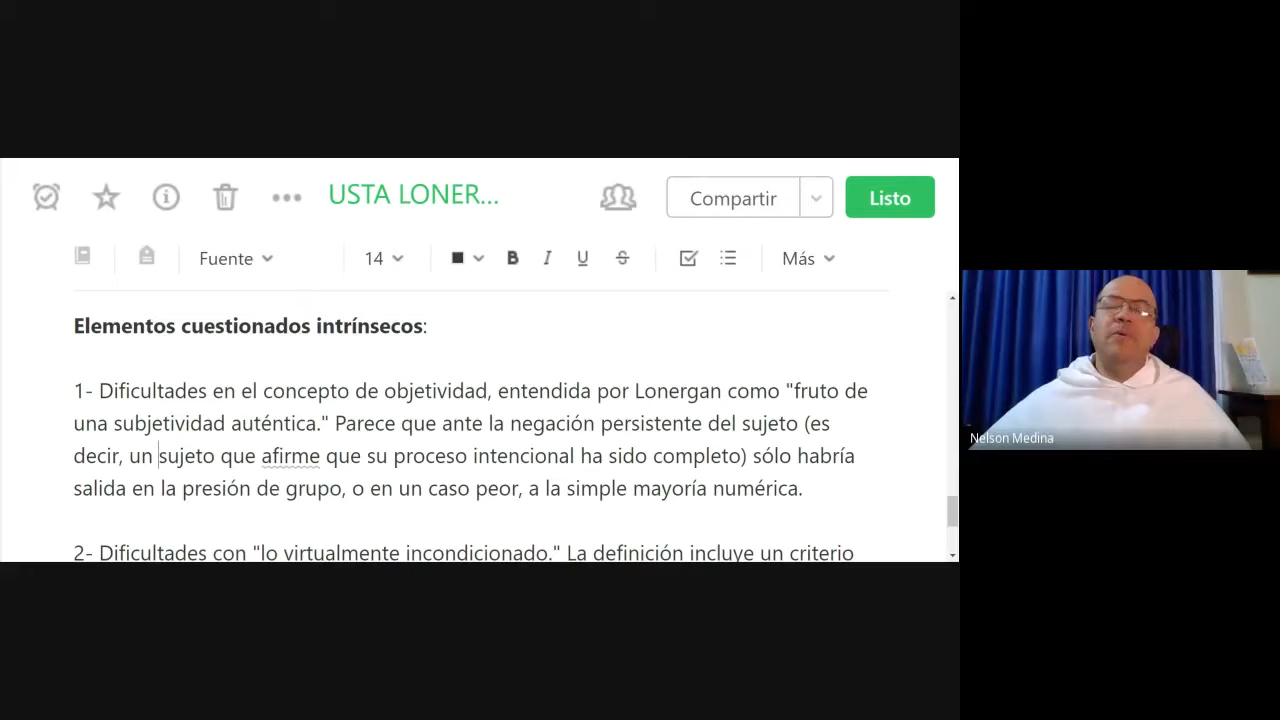 USTA LONER...
Compartir
Listo
Fuente
14
B I U S
Más
Elementos cuestionados intrínsecos:
1- Dificultades en el concepto de objetividad, entendida por Lonergan como "fruto de
una subjetividad auténtica." Parece que ante la negación persistente del sujeto (es
decir, un sujeto que afirme que su proceso intencional ha sido completo) sólo habría
salida en la presión de grupo, o en un caso peor, a la simple mayoría numérica.
2- Dificultades con "lo virtualmente incondicionado." La definición incluye un criterio
Nelson Medina